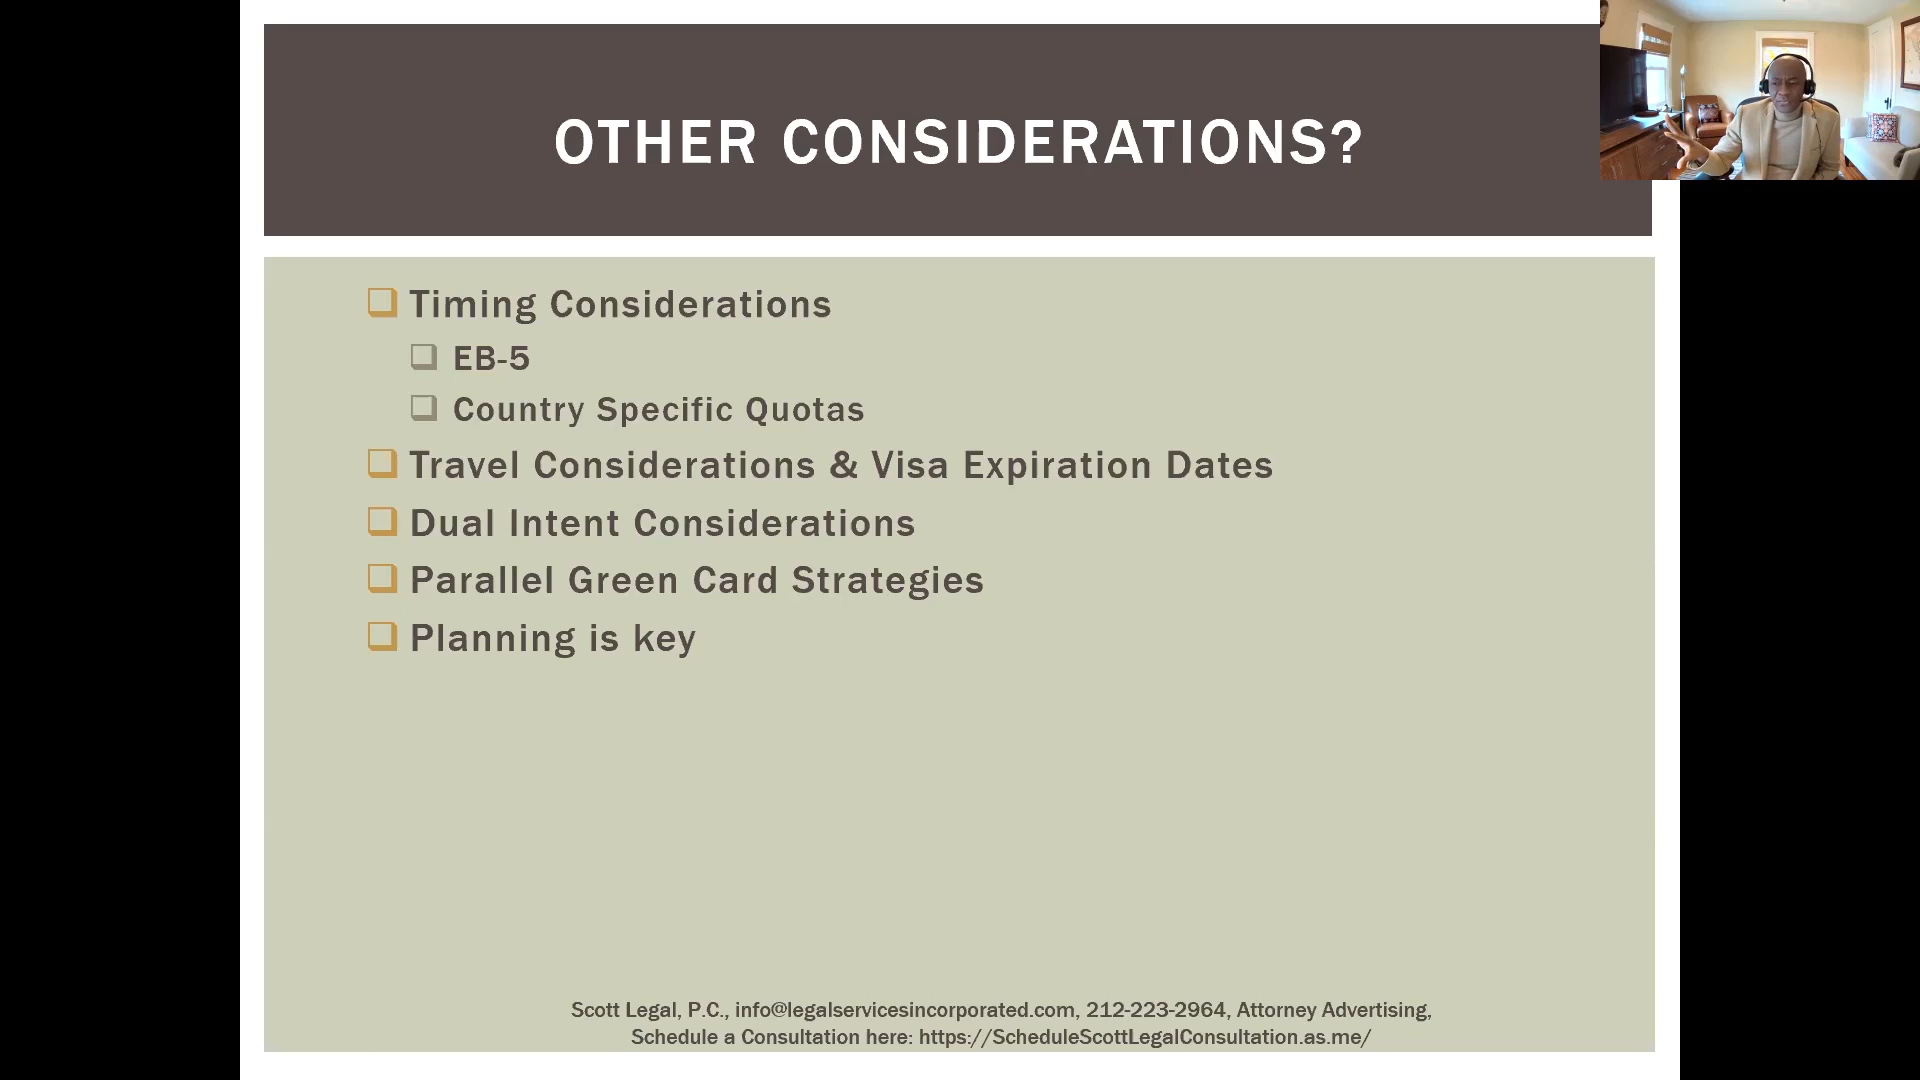 OTHER CONSIDERATIONS?
Timing Considerations
EB-5
Country Specific Quotas
Travel Considerations & Visa Expiration Dates
Dual Intent Considerations
Parallel Green Card Strategies
Planning is key
Scott Legal, P.C., info@legalservicesincorporated.com, 212-223-2964, Attorney Advertising,
Schedule a Consultation here: https://ScheduleScottLegalConsultation.as.me/